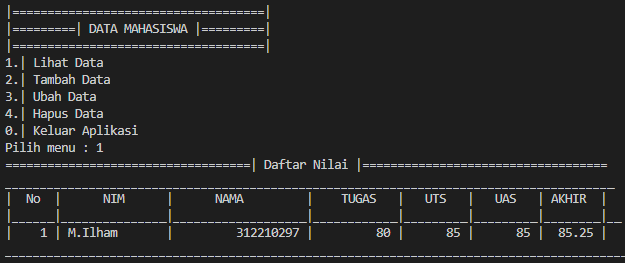 |====================================|
|=========| DATA MAHASISWA |=========|
|====================================|
1.| Lihat Data
2.| Tambah Data
3.| Ubah Data
4.| Hapus Data
0.| Keluar Aplikasi
Pilih menu : 1
===================================| Daftar Nilai |===================================
| No | NIM | NAMA | TUGAS | UTS | UAS | AKHIR |
| 1 | M.Ilham | 312210297 | 80 | 85 | 85 | 85.25 |